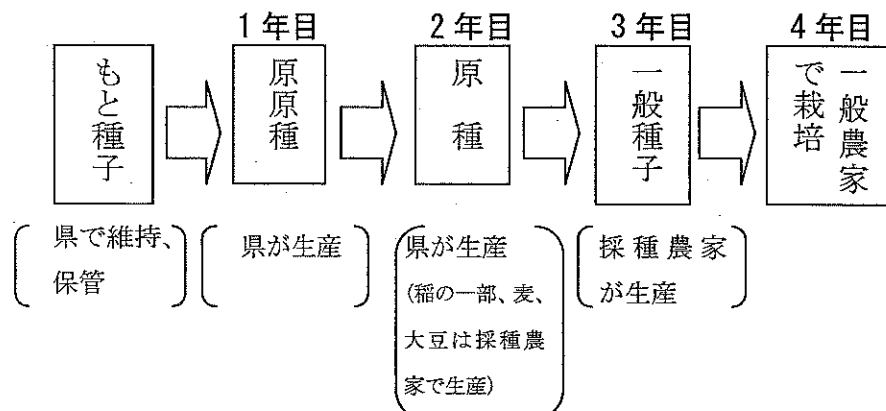 1年目
2年目
3年目
4年目
もと種子
原原種
原種
一般種子
一般農家
で栽培
県で維持、
保管
県が生産
県が生産
(稲の一部、麦、
大豆は採種農
家で生産)
採種農家
が生産